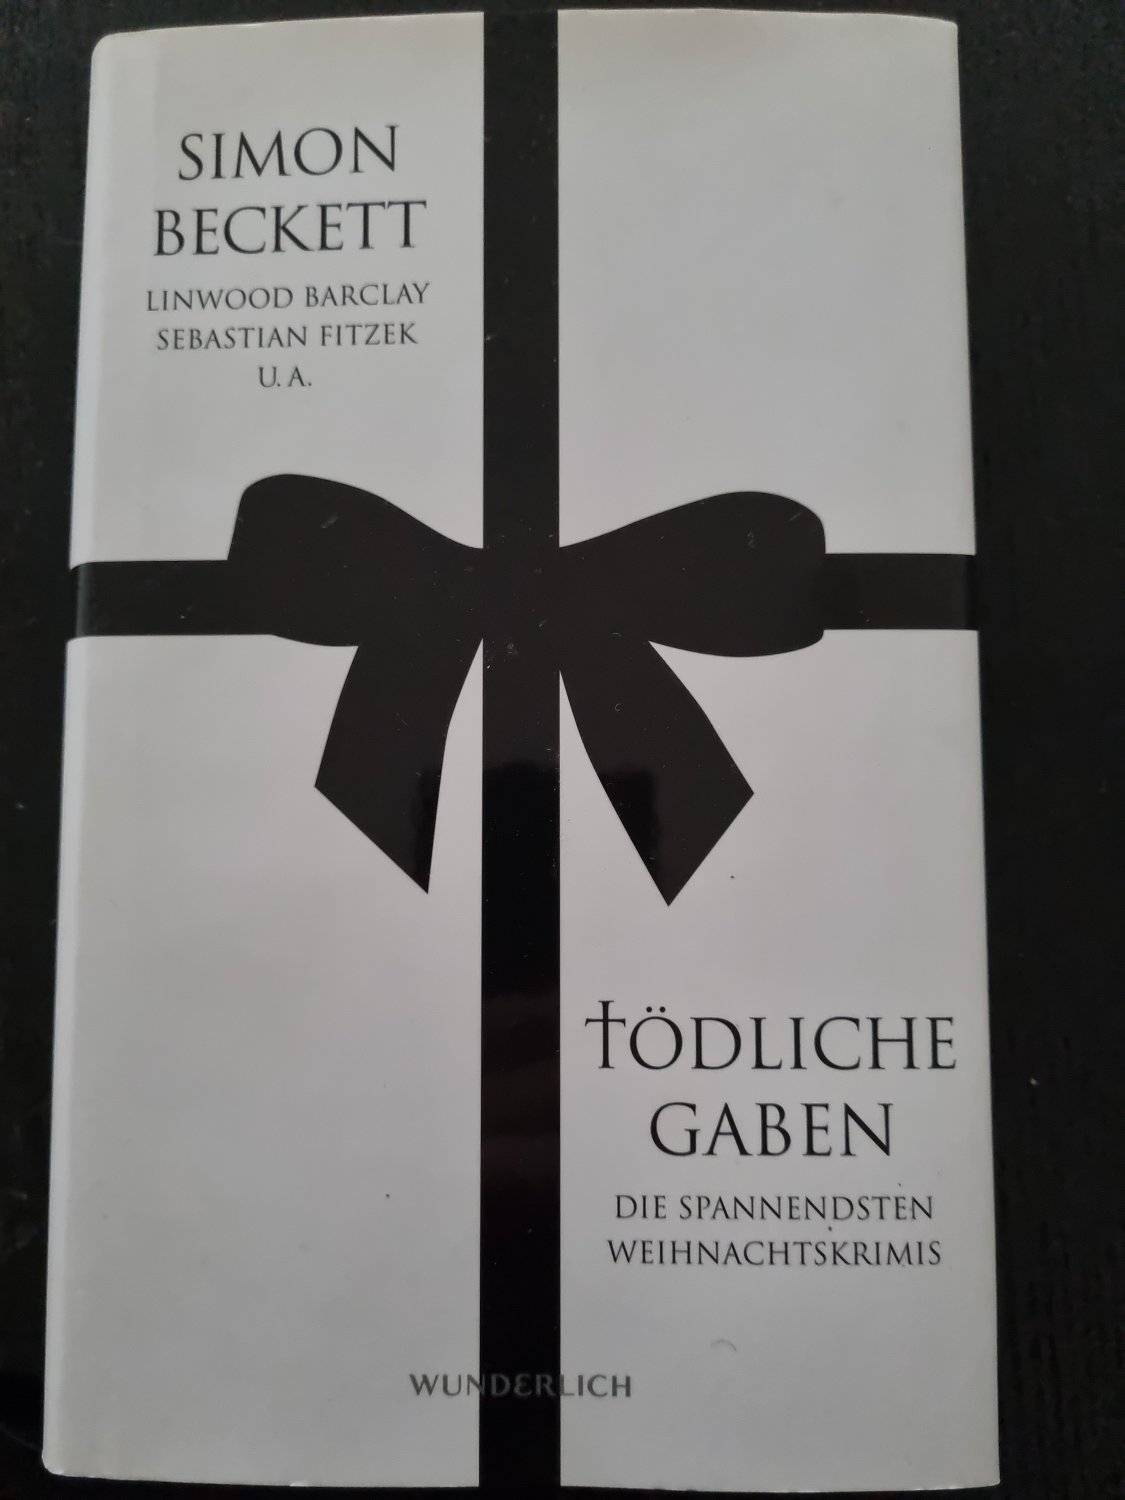 SIMON
BECKETT
LINWOOD BARCLAY
SEBASTIAN FITZEK
U. A.
TÖDLICHE
GABEN
DIE SPANNENDSTEN
WEIHNACHTSKRIMIS
WUNDERLICH